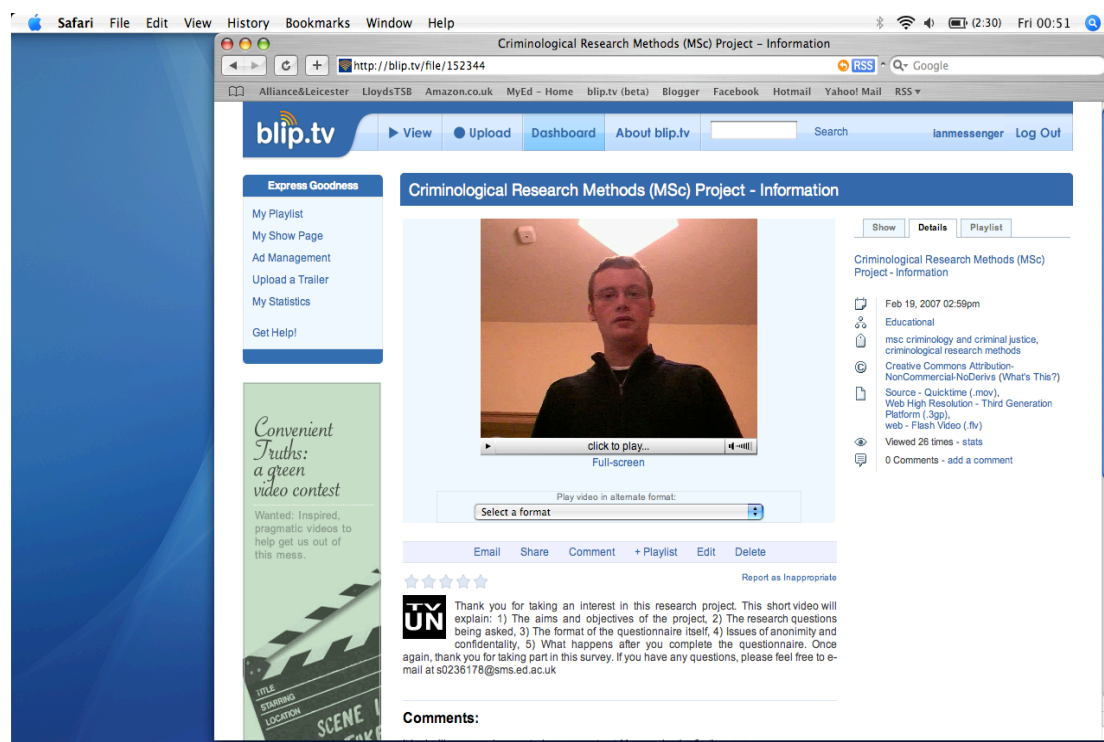 Safari File Edit View History Bookmarks Window Help (2:30) Fri 00:51
Criminological Research Methods (MSc) Project – Information
http://blip.tv/file/152344 RSS Google
Alliance&Leicester LloydsTSB Amazon.co.uk MyEd – Home blip.tv (beta) Blogger Facebook Hotmail Yahoo! Mail RSS
blip.tv View Upload Dashboard About blip.tv Search ianmessenger Log Out
Express Goodness
My Playlist
My Show Page
Ad Management
Upload a Trailer
My Statistics
Get Help!
Convenient
Truths:
a green
video contest
Wanted: Inspired,
pragmatic videos to
help get us out of
this mess.
TITLE
STARRING
LOCATION
SCENE
Criminological Research Methods (MSc) Project - Information
click to play...
Full-screen
Play video in alternate format:
Select a format
Email Share Comment + Playlist Edit Delete
Report as Inappropriate
TV
UN
Thank you for taking an interest in this research project. This short video will
explain: 1) The aims and objectives of the project, 2) The research questions
being asked, 3) The format of the questionnaire itself, 4) Issues of anonimity and
confidentality, 5) What happens after you complete the questionnaire. Once
again, thank you for taking part in this survey. If you have any questions, please feel free to e-
mail at s0236178@sms.ed.ac.uk
Comments:
Show Details Playlist
Criminological Research Methods (MSc)
Project - Information
Feb 19, 2007 02:59pm
Educational
msc criminology and criminal justice,
criminological research methods
Creative Commons Attribution-
NonCommercial-NoDerivs (What's This?)
Source - Quicktime (.mov),
Web High Resolution - Third Generation
Platform (.3gp),
web - Flash Video (.flv)
Viewed 26 times - stats
0 Comments - add a comment